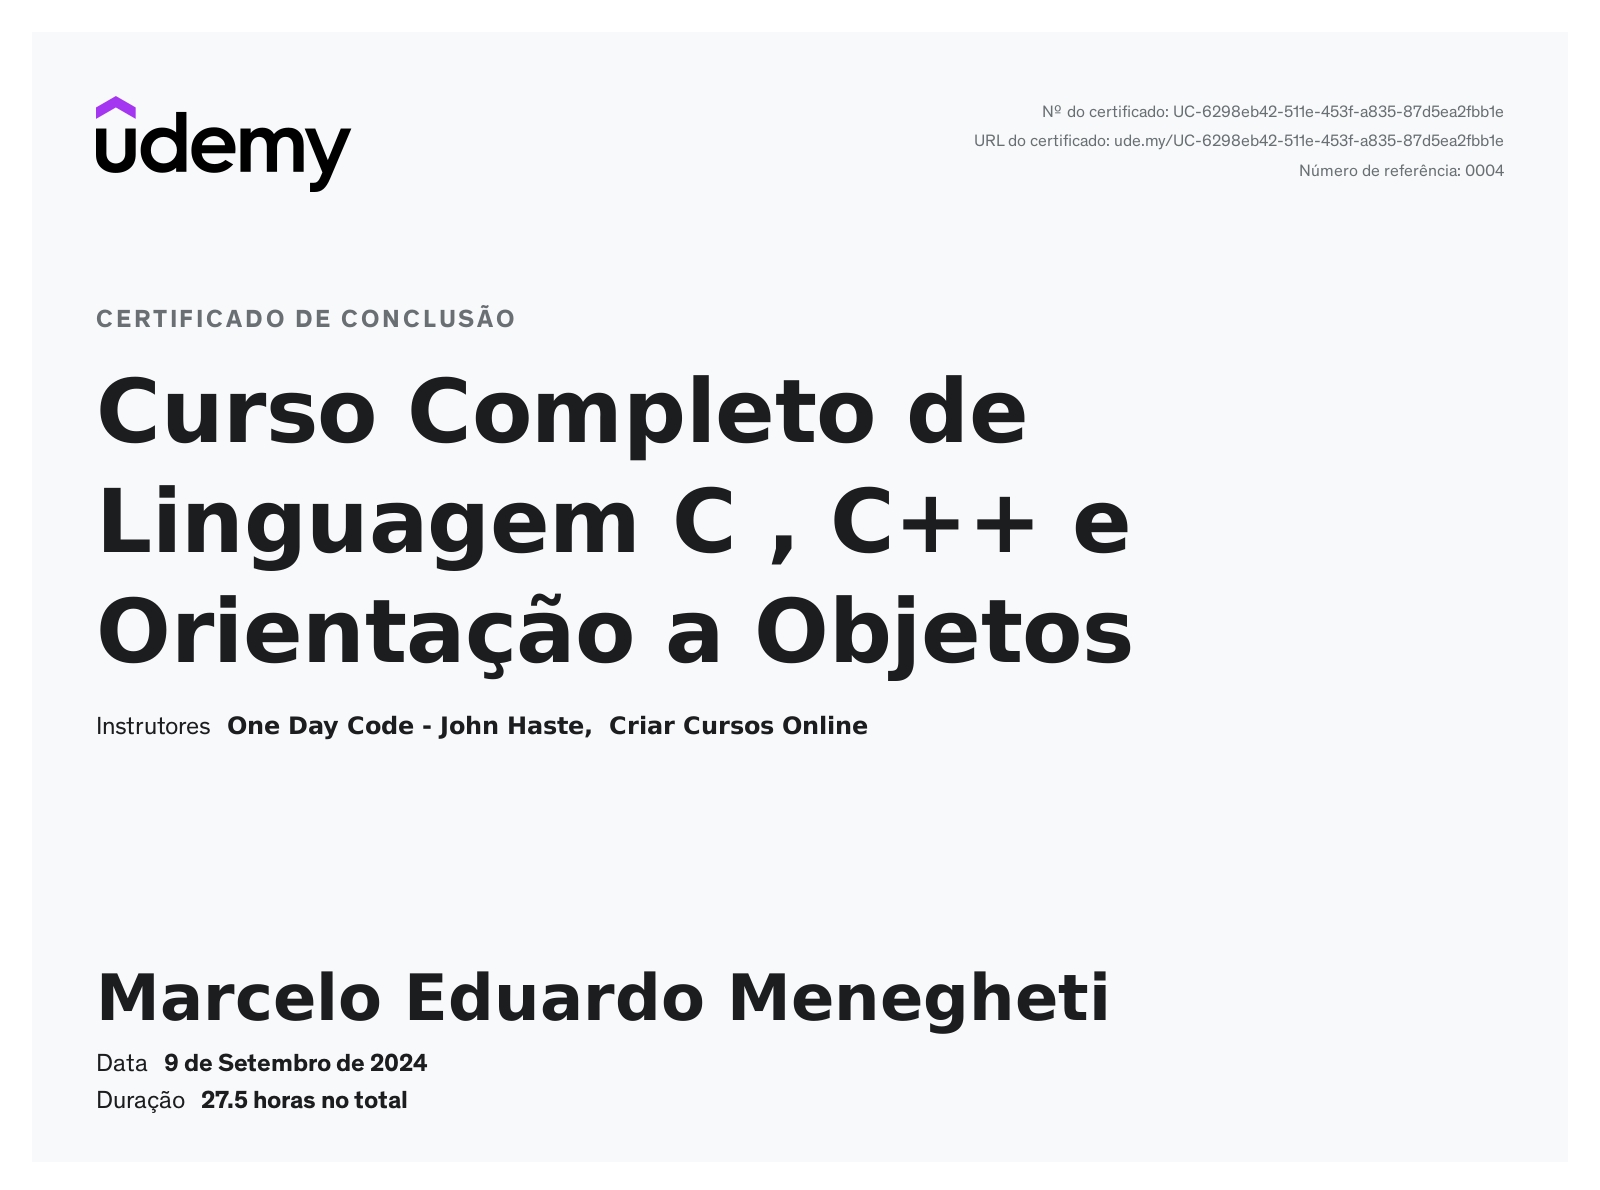 udemy
Nº do certificado: UC-6298eb42-511e-453f-a835-87d5ea2fbb1e
URL do certificado: ude.my/UC-6298eb42-511e-453f-a835-87d5ea2fbb1e
Número de referência: 0004
CERTIFICADO DE CONCLUSÃO
Curso Completo de
Linguagem C , C++ e
Orientação a Objetos
Instrutores One Day Code - John Haste, Criar Cursos Online
Marcelo Eduardo Menegheti
Data 9 de Setembro de 2024
Duração 27.5 horas no total